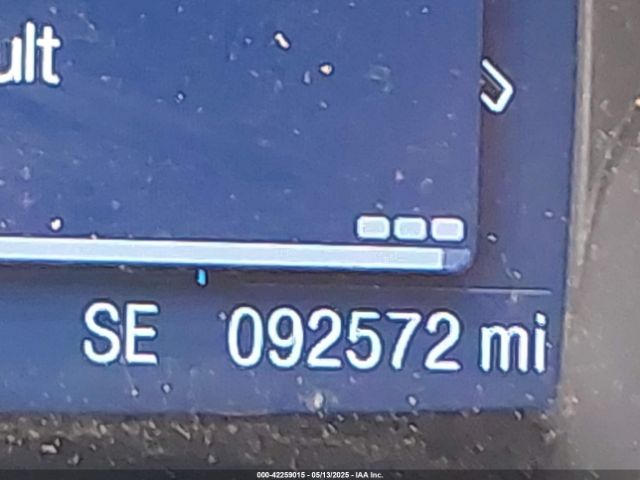 ult
SE 092572 mi
000-42259015 - 05/13/2025 - IAA Inc.